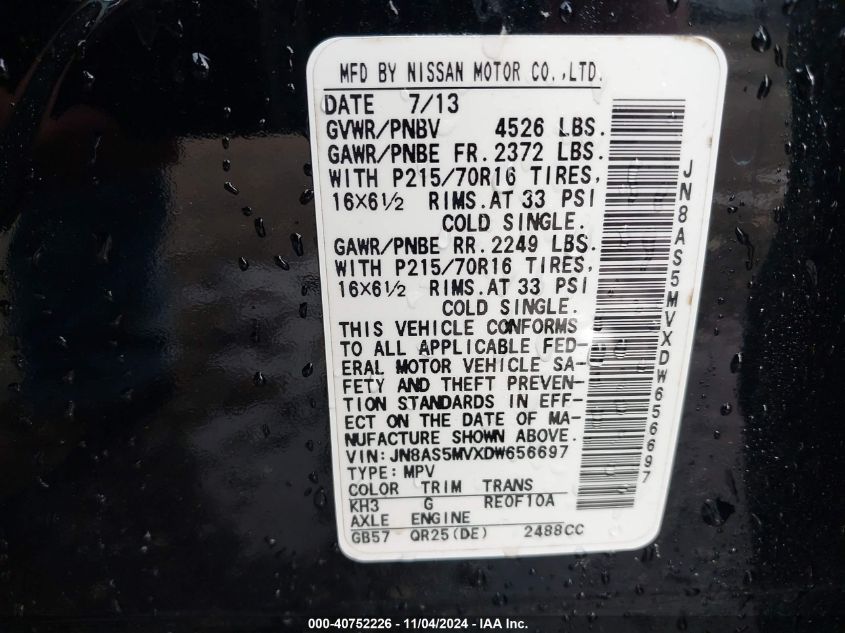 MFD BY NISSAN MOTOR CO.,LTD.
DATE 7/13
GVWR/PNBV 4526 LBS.
GAWR/PNBE FR. 2372 LBS.
WITH P215/70R16 TIRES,
16×6½ RIMS.AT 33 PSI
COLD SINGLE.
GAWR/PNBE RR. 2249 LBS.
WITH P215/70R16 TIRES,
16×6½ RIMS.AT 33 PSI
COLD SINGLE.
THIS VEHICLE CONFORMS
TO ALL APPLICABLE FED-
ERAL MOTOR VEHICLE SA-
FETY AND THEFT PREVEN-
TION STANDARDS IN EFF-
ECT ON THE DATE OF MA-
NUFACTURE SHOWN ABOVE.
VIN: JN8AS5MVXDW656697
TYPE: MPV
COLOR TRIM TRANS
KH3 G RE0F10A
AXLE ENGINE
GB57 QR25(DE) 2488CC
JN8AS5MVXDW656697
000-40752226 - 11/04/2024 - IAA Inc.